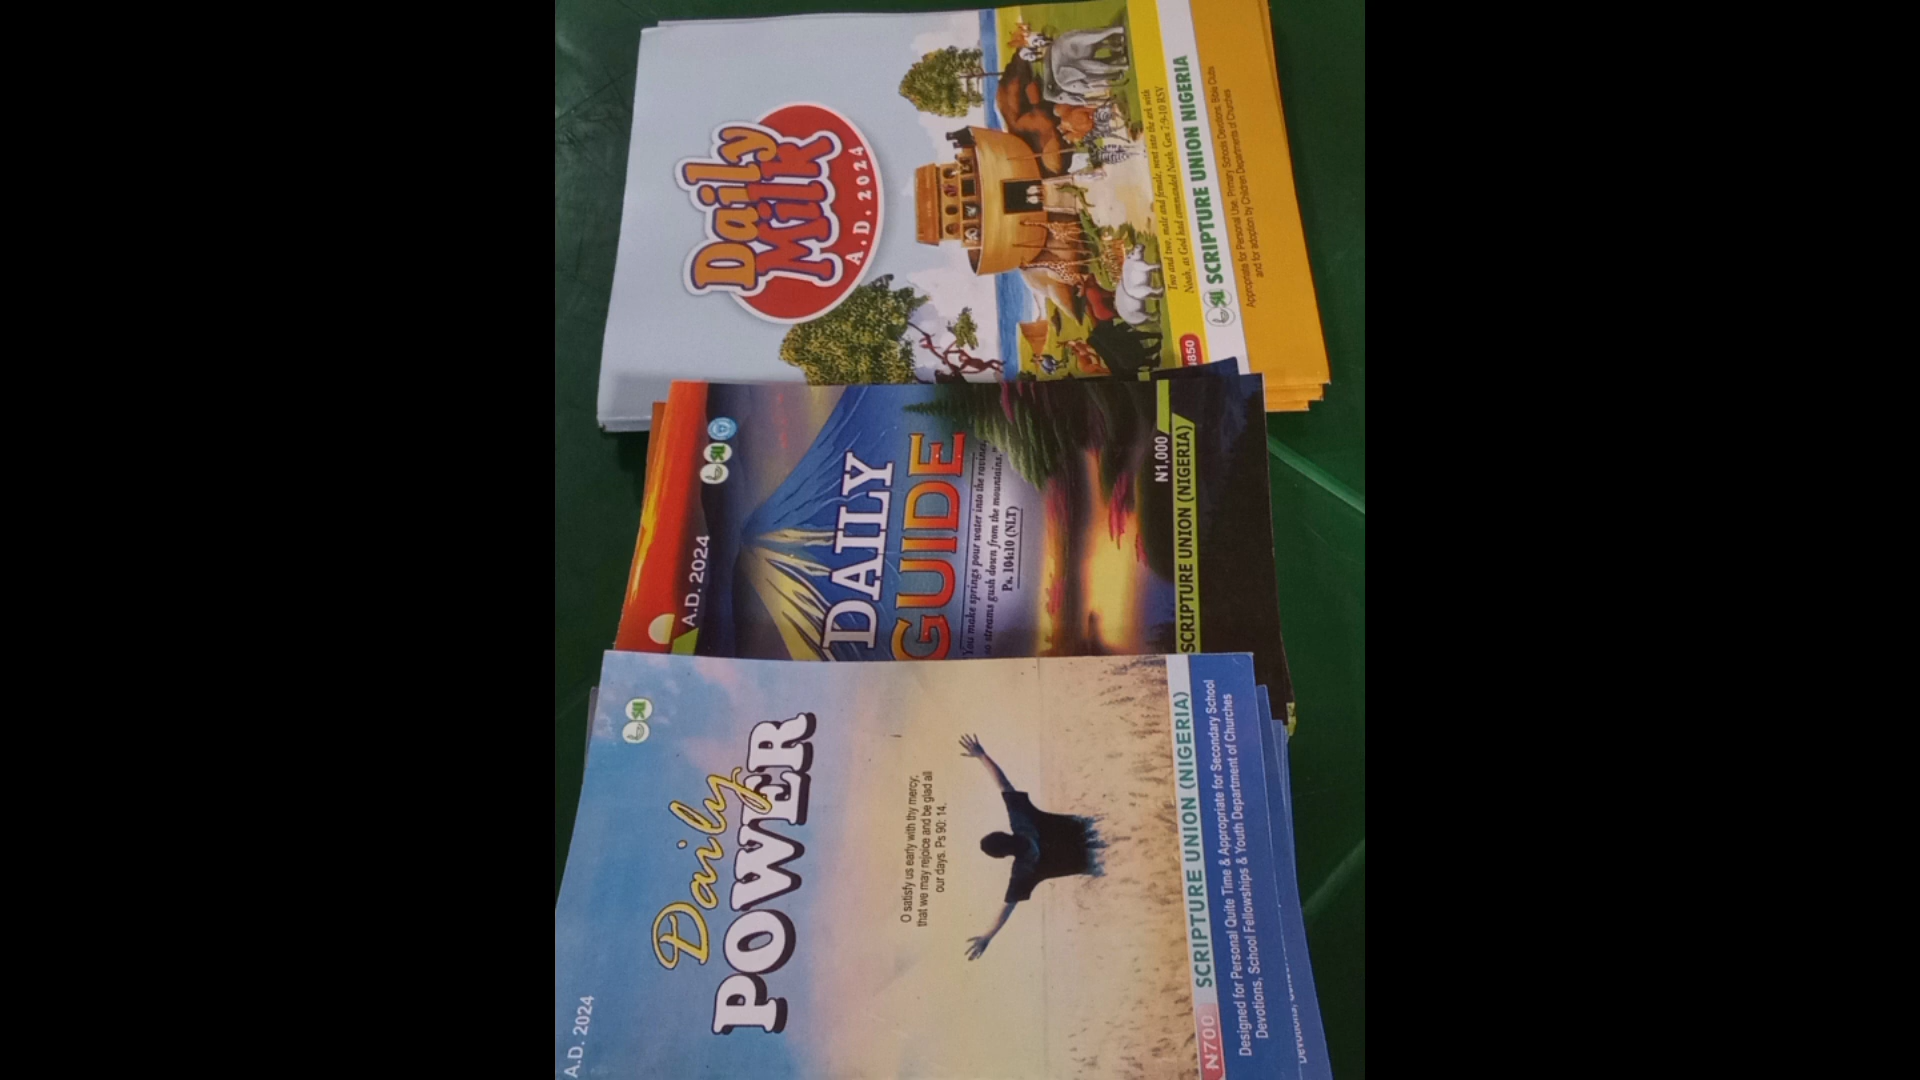 A.D. 2024
SU
Daily
POWER
O satisfy us early with thy mercy;
that we may rejoice and be glad all
our days. Ps 90: 14.
N700
SCRIPTURE UNION (NIGERIA)
Designed for Personal Quite Time & Appropriate for Secondary School
Devotions, School Fellowships & Youth Department of Churches
A.D. 2024
SU
DAILY
GUIDE
You make springs pour water into the ravines,
so streams gush down from the mountains."
Ps. 104:10 (NLT)
N1,000
SCRIPTURE UNION (NIGERIA)
Daily
Milk
A.D. 2024
Two and two, male and female, went into the ark with
Noah, as God had commanded Noah. Gen 7:9-10 RSV
850
SU SCRIPTURE UNION NIGERIA
Appropriate for Personal Use, Primary Schools Devotions, Bible Clubs
and for adoption by Children Departments of Churches